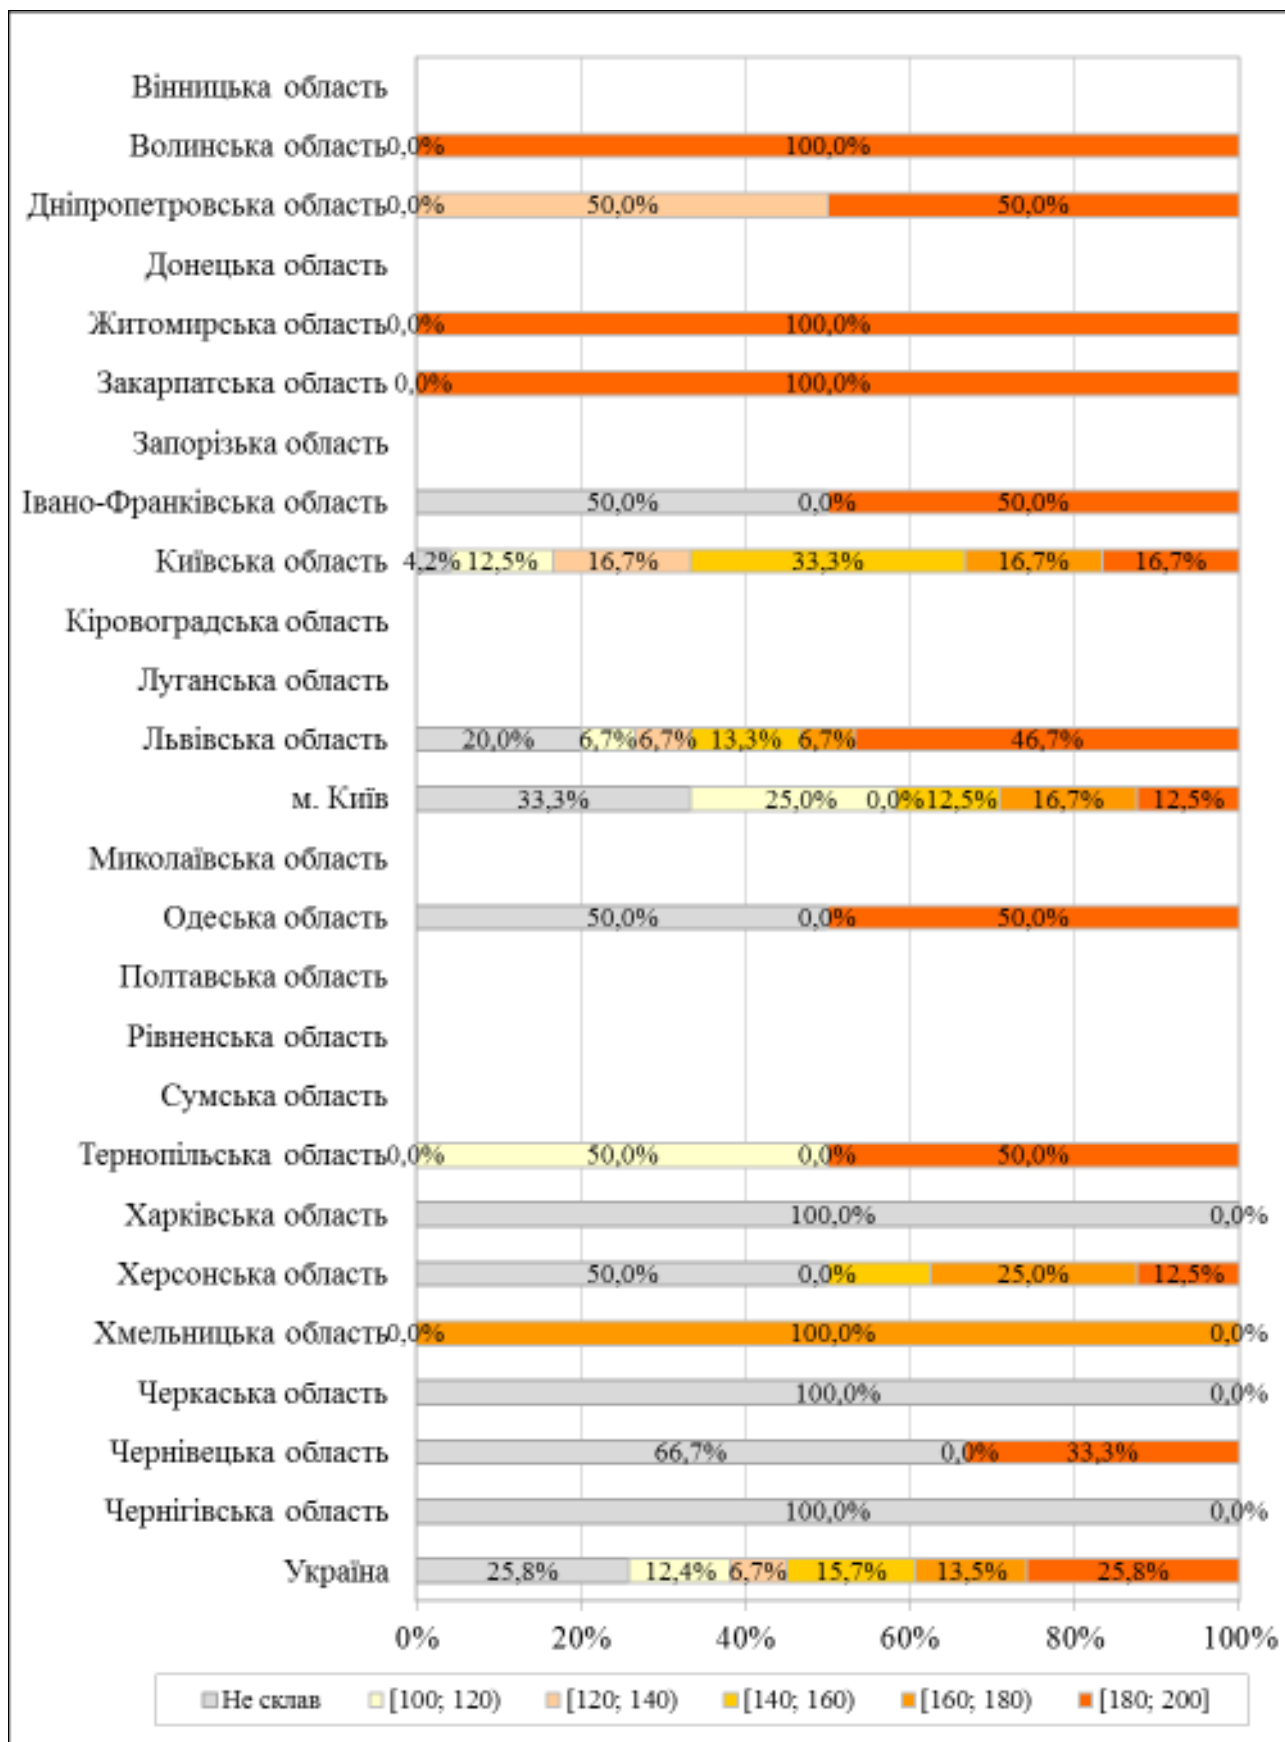 Вінницька область
Волинська область 0,0% 100,0%
Дніпропетровська область 0,0% 50,0% 50,0%
Донецька область
Житомирська область 0,0% 100,0%
Закарпатська область 0,0% 100,0%
Запорізька область
Івано-Франківська область 50,0% 0,0% 50,0%
Київська область 4,2% 12,5% 16,7% 33,3% 16,7% 16,7%
Кіровоградська область
Луганська область
Львівська область 20,0% 6,7% 6,7% 13,3% 6,7% 46,7%
м. Київ 33,3% 25,0% 0,0% 12,5% 16,7% 12,5%
Миколаївська область
Одеська область 50,0% 0,0% 50,0%
Полтавська область
Рівненська область
Сумська область
Тернопільська область 0,0% 50,0% 0,0% 50,0%
Харківська область 100,0% 0,0%
Херсонська область 50,0% 0,0% 25,0% 12,5%
Хмельницька область 0,0% 100,0% 0,0%
Черкаська область 100,0% 0,0%
Чернівецька область 66,7% 0,0% 33,3%
Чернігівська область 100,0% 0,0%
Україна 25,8% 12,4% 6,7% 15,7% 13,5% 25,8%
0% 20% 40% 60% 80% 100%
Не склав [100; 120) [120; 140) [140; 160) [160; 180) [180; 200]